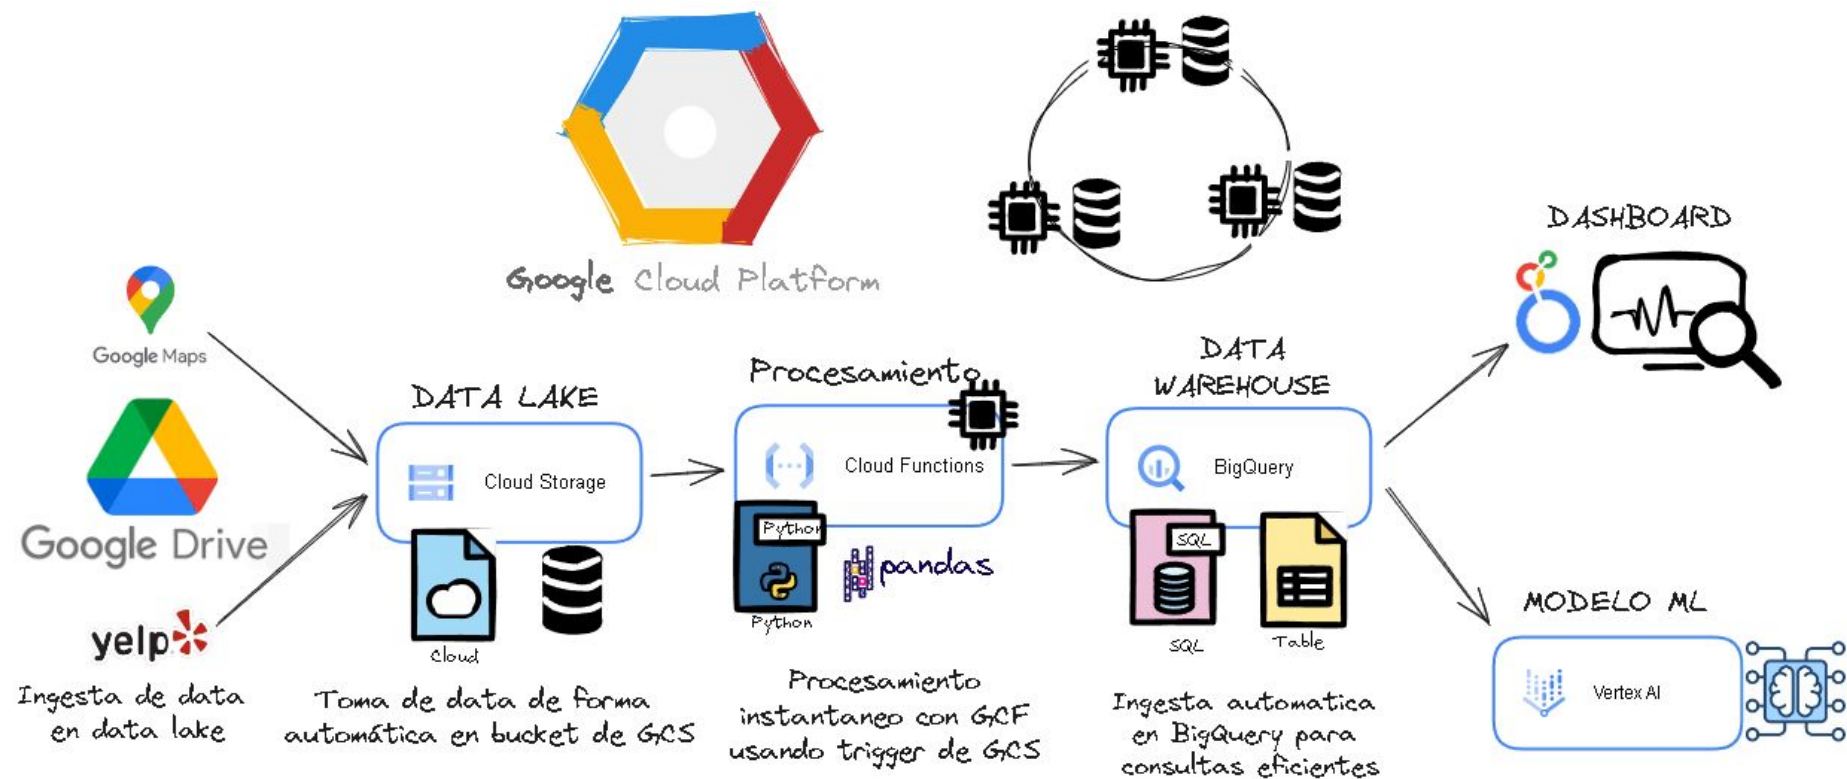 Google Cloud Platform
Google Maps
Google Drive
yelp
Ingesta de data
en data lake
DATA LAKE
Cloud Storage
Cloud
Toma de data de forma
automática en bucket de GCS
Procesamiento
Cloud Functions
Python
Python
pandas
Procesamiento
instantaneo con GCF
usando trigger de GCS
DATA
WAREHOUSE
BigQuery
SQL
SQL
Table
Ingesta automatica
en BigQuery para
consultas eficientes
DASHBOARD
MODELO ML
Vertex AI